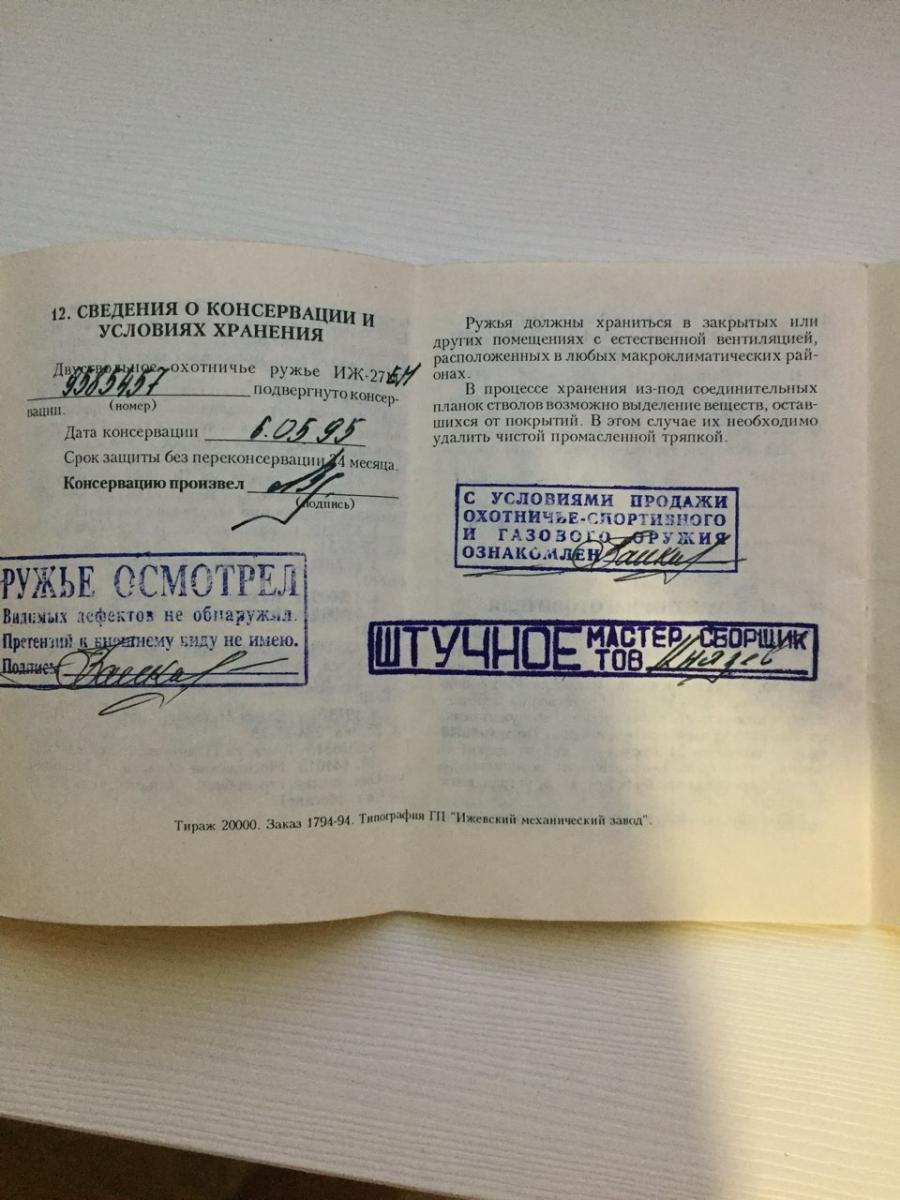 12. СВЕДЕНИЯ О КОНСЕРВАЦИИ И
УСЛОВИЯХ ХРАНЕНИЯ
Двуствольное охотничье ружье ИЖ-27ЕМ
9585457 подвергнуто консер-
вации. (номер)
Дата консервации 6.05.95
Срок защиты без переконсервации 24 месяца.
Консервацию произвел
(подпись)
РУЖЬЕ ОСМОТРЕЛ
Видимых дефектов не обнаружил.
Претензий к внешнему виду не имею.
Подпись
Ружья должны храниться в закрытых или
других помещениях с естественной вентиляцией,
расположенных в любых макроклиматических рай-
онах.
В процессе хранения из-под соединительных
планок стволов возможно выделение веществ, остав-
шихся от покрытий. В этом случае их необходимо
удалить чистой промасленной тряпкой.
С УСЛОВИЯМИ ПРОДАЖИ
ОХОТНИЧЬЕ-СПОРТИВНОГО
И ГАЗОВОГО ОРУЖИЯ
ОЗНАКОМЛЕН
ШТУЧНОЕ МАСТЕР СБОРЩИК
ТОВ
Тираж 20000. Заказ 1794-94. Типография ГП "Ижевский механический завод".